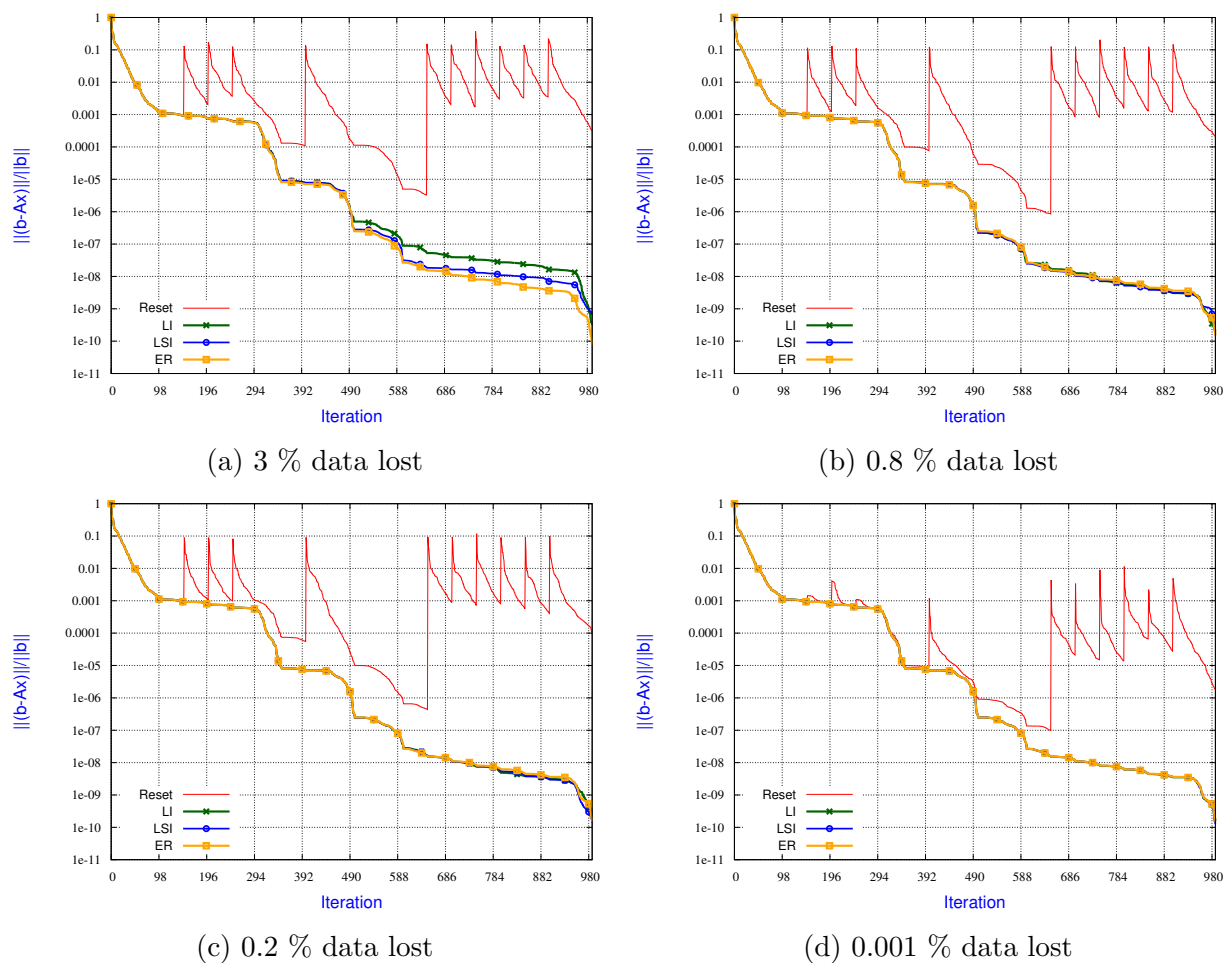 1
0.1
0.01
0.001
0.0001
1e-05
1e-06
1e-07
1e-08
1e-09
1e-10
1e-11
||(b-Ax)||/||b||
Reset
LI
LSI
ER
0 98 196 294 392 490 588 686 784 882 980
Iteration
(a) 3 % data lost
1
0.1
0.01
0.001
0.0001
1e-05
1e-06
1e-07
1e-08
1e-09
1e-10
1e-11
||(b-Ax)||/||b||
Reset
LI
LSI
ER
0 98 196 294 392 490 588 686 784 882 980
Iteration
(b) 0.8 % data lost
1
0.1
0.01
0.001
0.0001
1e-05
1e-06
1e-07
1e-08
1e-09
1e-10
1e-11
||(b-Ax)||/||b||
Reset
LI
LSI
ER
0 98 196 294 392 490 588 686 784 882 980
Iteration
(c) 0.2 % data lost
1
0.1
0.01
0.001
0.0001
1e-05
1e-06
1e-07
1e-08
1e-09
1e-10
1e-11
||(b-Ax)||/||b||
Reset
LI
LSI
ER
0 98 196 294 392 490 588 686 784 882 980
Iteration
(d) 0.001 % data lost